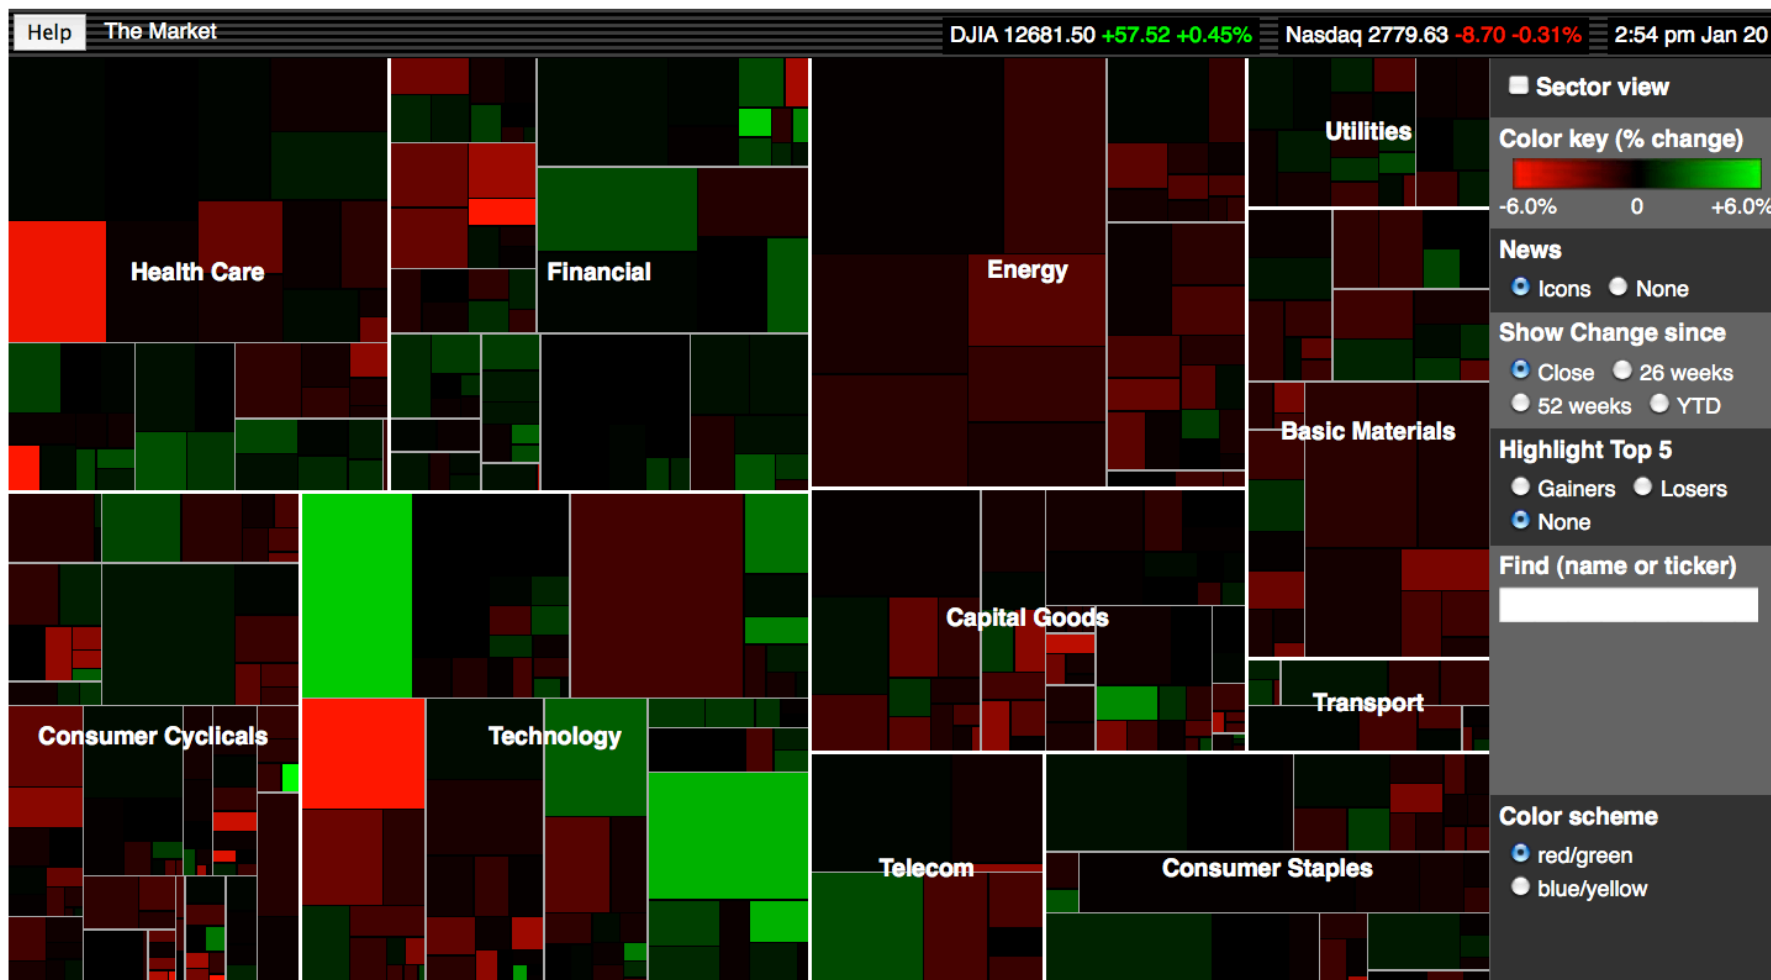 Help The Market DJIA 12681.50 +57.52 +0.45% Nasdaq 2779.63 -8.70 -0.31% 2:54 pm Jan 20
Health Care
Financial
Energy
Utilities
Basic Materials
Capital Goods
Transport
Consumer Cyclicals
Technology
Telecom
Consumer Staples
Sector view
Color key (% change)
-6.0% 0 +6.0%
News
Icons None
Show Change since
Close 26 weeks
52 weeks YTD
Highlight Top 5
Gainers Losers
None
Find (name or ticker)
Color scheme
red/green
blue/yellow